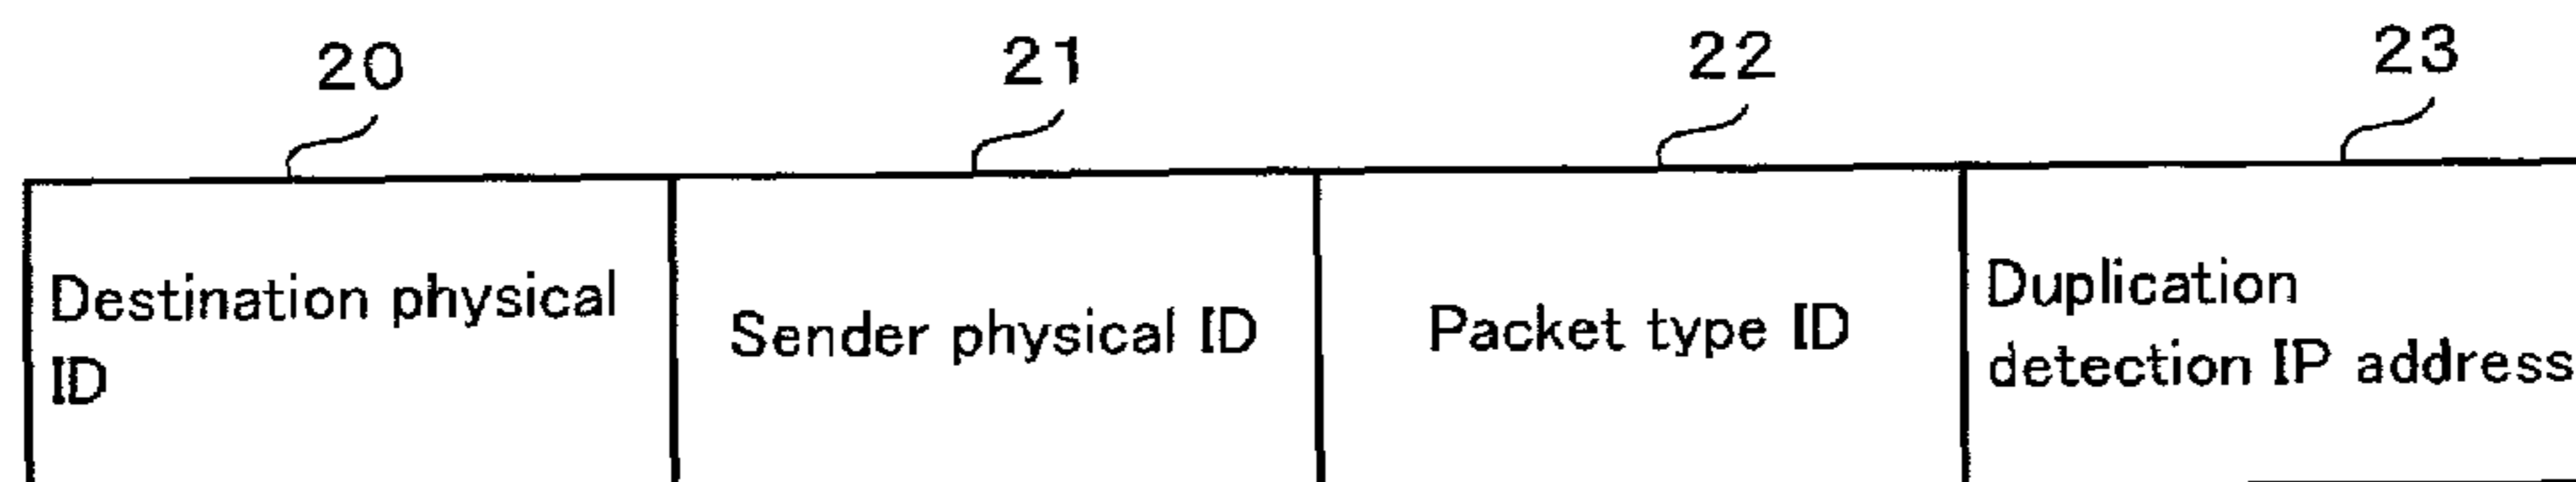 20 21 22 23
Destination physical
ID
Sender physical ID
Packet type ID
Duplication
detection IP address